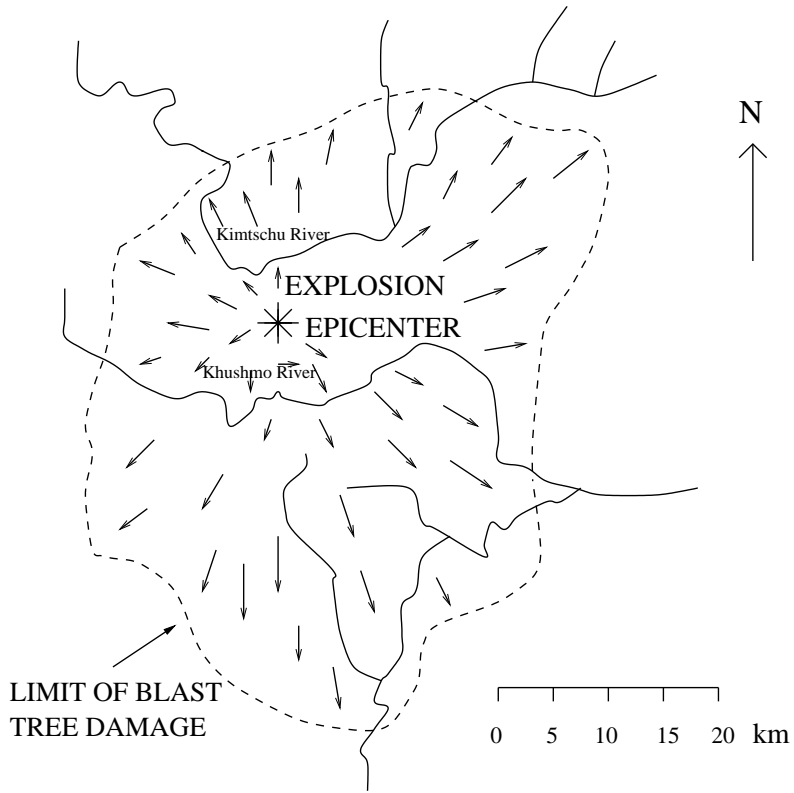 N
Kimtschu River
EXPLOSION
EPICENTER
Khushmo River
LIMIT OF BLAST
TREE DAMAGE
0 5 10 15 20 km